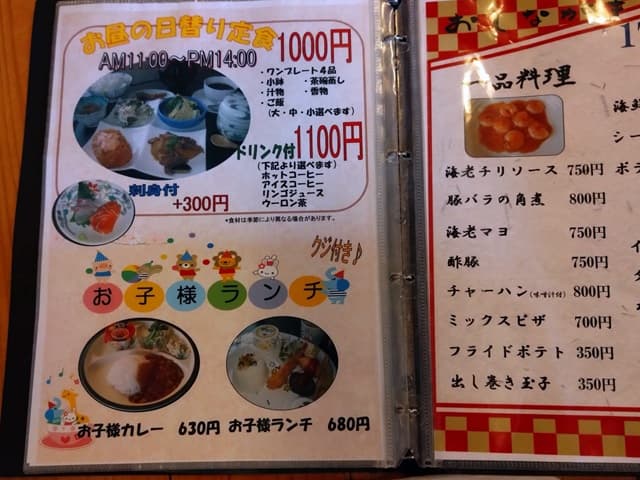 お昼の日替り定食 1000円
AM11:00～PM14:00
・ワンプレート4品
・小鉢 ・茶碗蒸し
・汁物 ・香物
・ご飯
(大・中・小選べます)
ドリンク付 1100円
(下記より選べます)
ホットコーヒー
アイスコーヒー
リンゴジュース
ウーロン茶
刺身付
+300円
*食材は季節により異なる場合があります。
クジ付き♪
お子様ランチ
お子様カレー 630円
お子様ランチ 680円
一品料理
海老チリソース 750円
豚バラの角煮 800円
海老マヨ 750円
酢豚 750円
チャーハン(味噌汁付) 800円
ミックスピザ 700円
フライドポテト 350円
出し巻き玉子 350円
海鮮
シー
ポテ